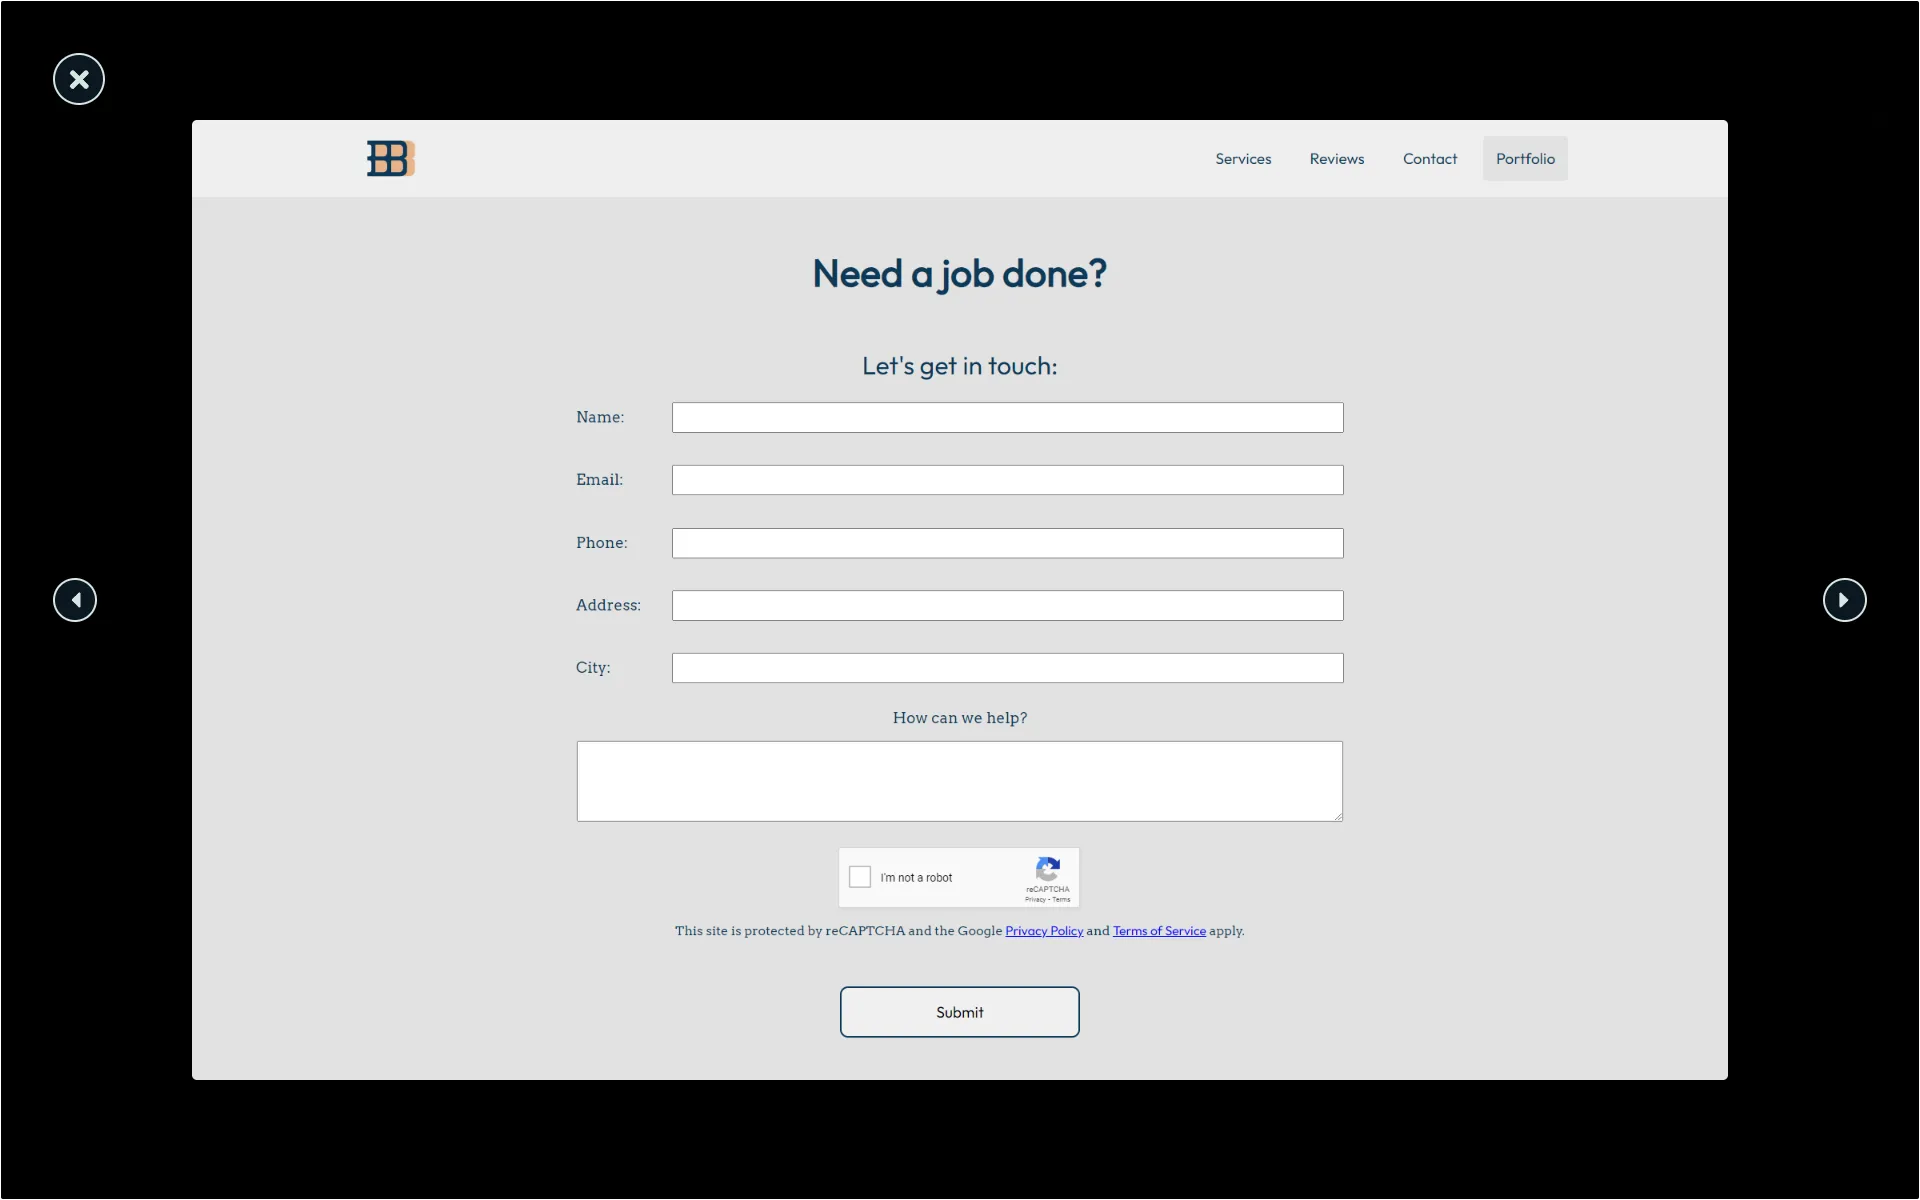 BB
Services Reviews Contact Portfolio
Need a job done?
Let's get in touch:
Name:
Email:
Phone:
Address:
City:
How can we help?
I'm not a robot
reCAPTCHA
Privacy - Terms
This site is protected by reCAPTCHA and the Google Privacy Policy and Terms of Service apply.
Submit